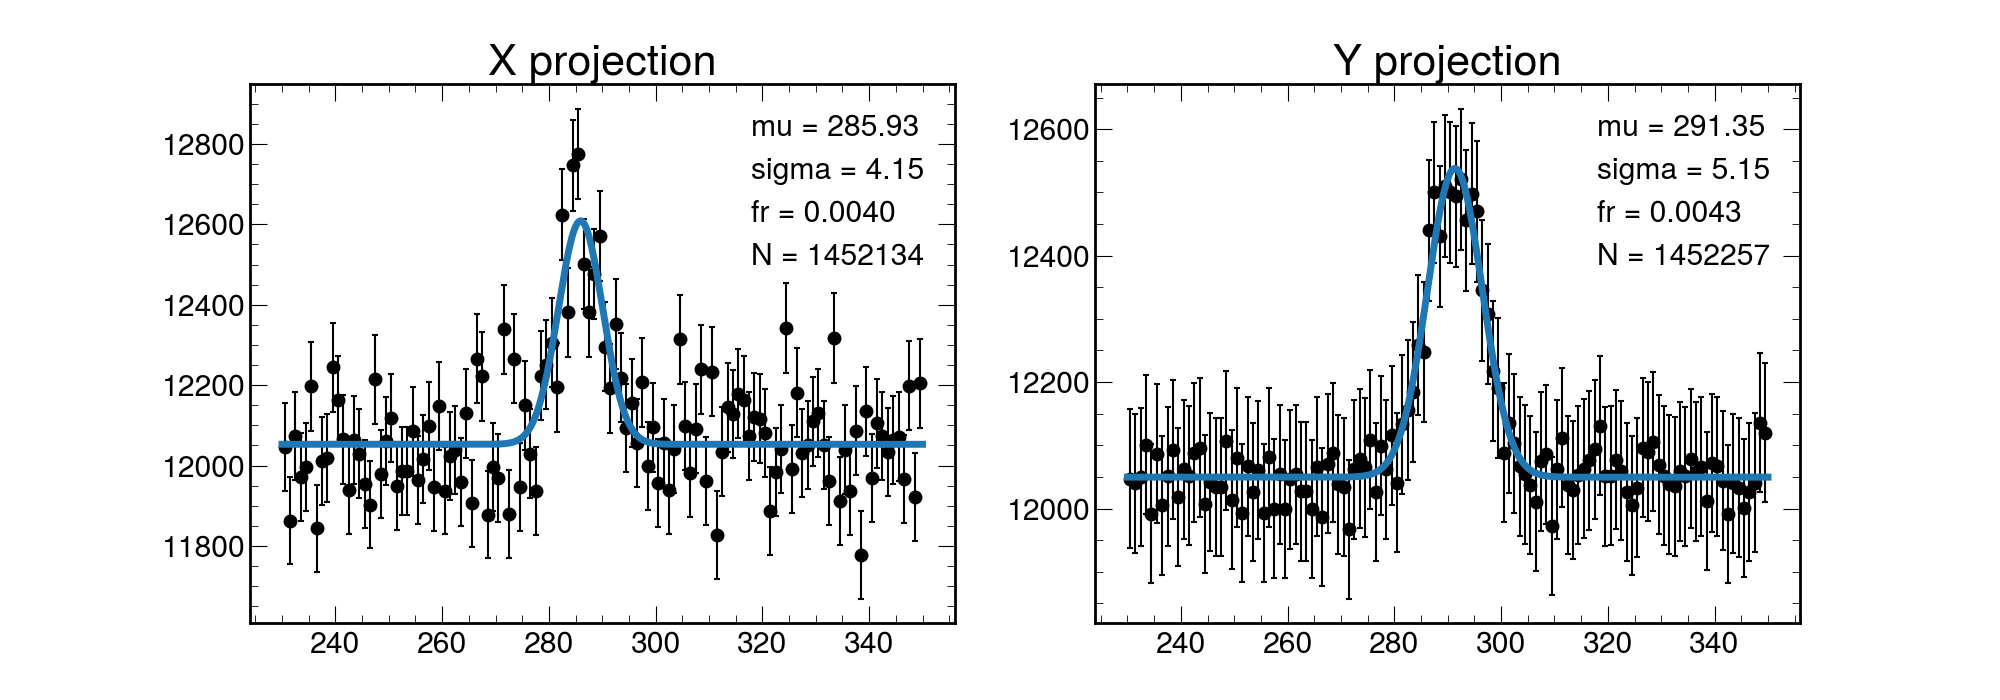 X projection
mu = 285.93
sigma = 4.15
fr = 0.0040
N = 1452134
12800
12600
12400
12200
12000
11800
240 260 280 300 320 340
Y projection
mu = 291.35
sigma = 5.15
fr = 0.0043
N = 1452257
12600
12400
12200
12000
240 260 280 300 320 340